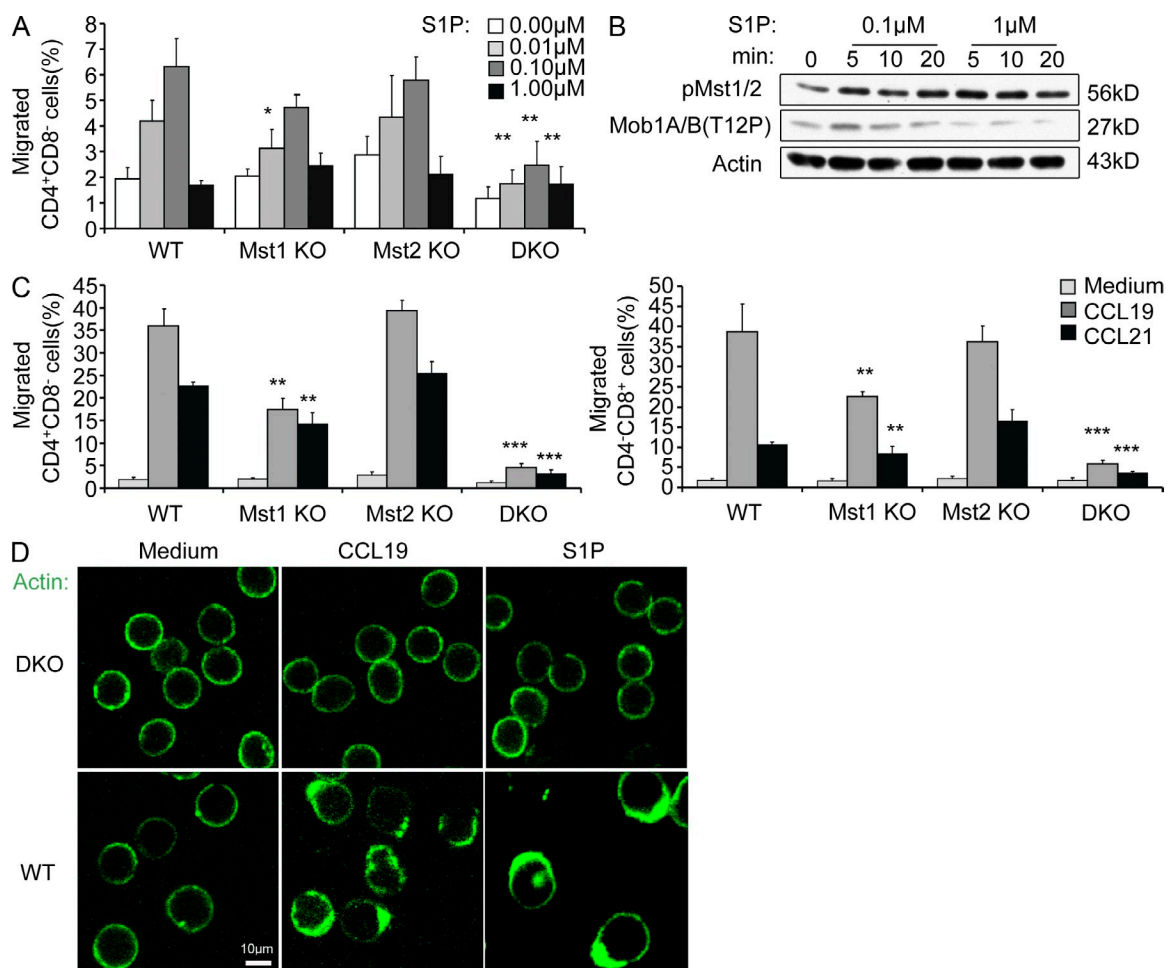 A
Migrated
CD4⁺CD8⁻ cells(%)
8
7
6
5
4
3
2
1
0
S1P:
0.00µM
0.01µM
0.10µM
1.00µM
*
**
**
**
WT
Mst1 KO
Mst2 KO
DKO
B
S1P:
0.1µM
1µM
min:
0
5
10
20
5
10
20
pMst1/2
56kD
Mob1A/B(T12P)
27kD
Actin
43kD
C
Migrated
CD4⁺CD8⁻ cells(%)
45
40
35
30
25
20
15
10
5
0
**
**
***
***
WT
Mst1 KO
Mst2 KO
DKO
Migrated
CD4⁻CD8⁺ cells(%)
50
45
40
35
30
25
20
15
10
5
0
Medium
CCL19
CCL21
**
**
***
***
WT
Mst1 KO
Mst2 KO
DKO
D
Medium
CCL19
S1P
Actin:
DKO
WT
10µm